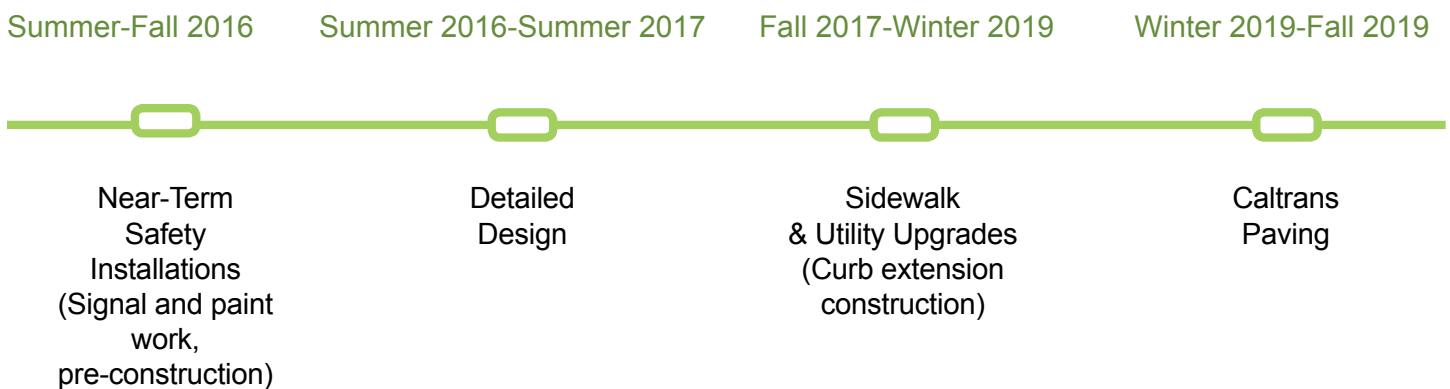 Summer-Fall 2016
Summer 2016-Summer 2017
Fall 2017-Winter 2019
Winter 2019-Fall 2019
Near-Term
Safety
Installations
(Signal and paint
work,
pre-construction)
Detailed
Design
Sidewalk
& Utility Upgrades
(Curb extension
construction)
Caltrans
Paving